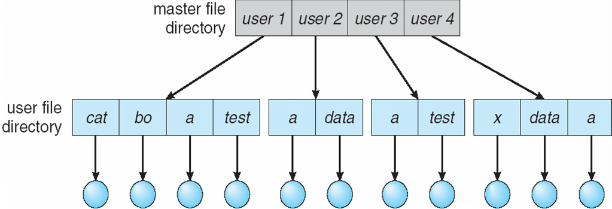 master file directory
user 1 user 2 user 3 user 4
user file directory
cat bo a test a data a test x data a